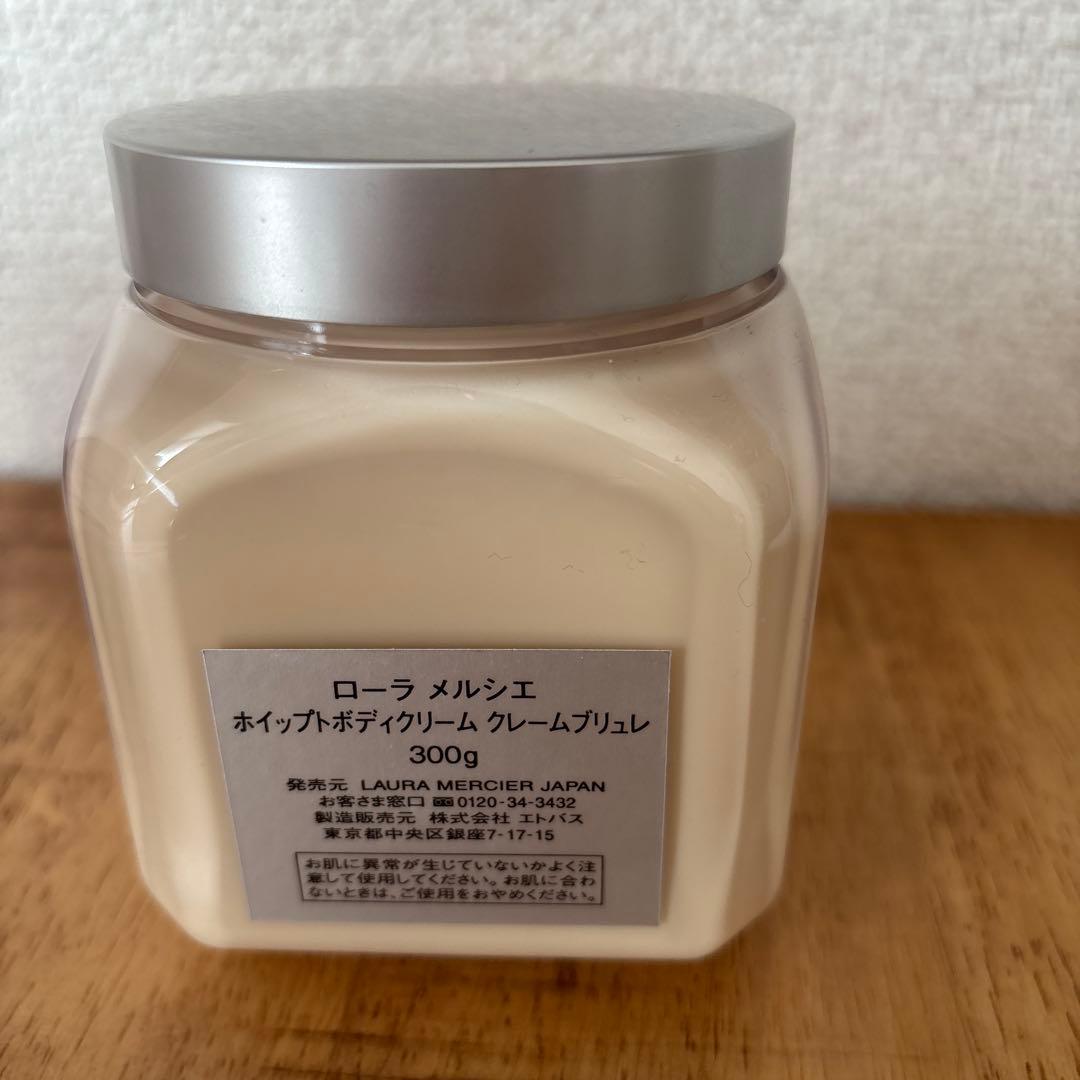 ローラ メルシエ
ホイップトボディクリーム クレームブリュレ
300g
発売元 LAURA MERCIER JAPAN
お客さま窓口 0120-34-3432
製造販売元 株式会社 エトバス
東京都中央区銀座7-17-15
お肌に異常が生じていないかよく注
意して使用してください。お肌に合わ
ないときは、ご使用をおやめください。